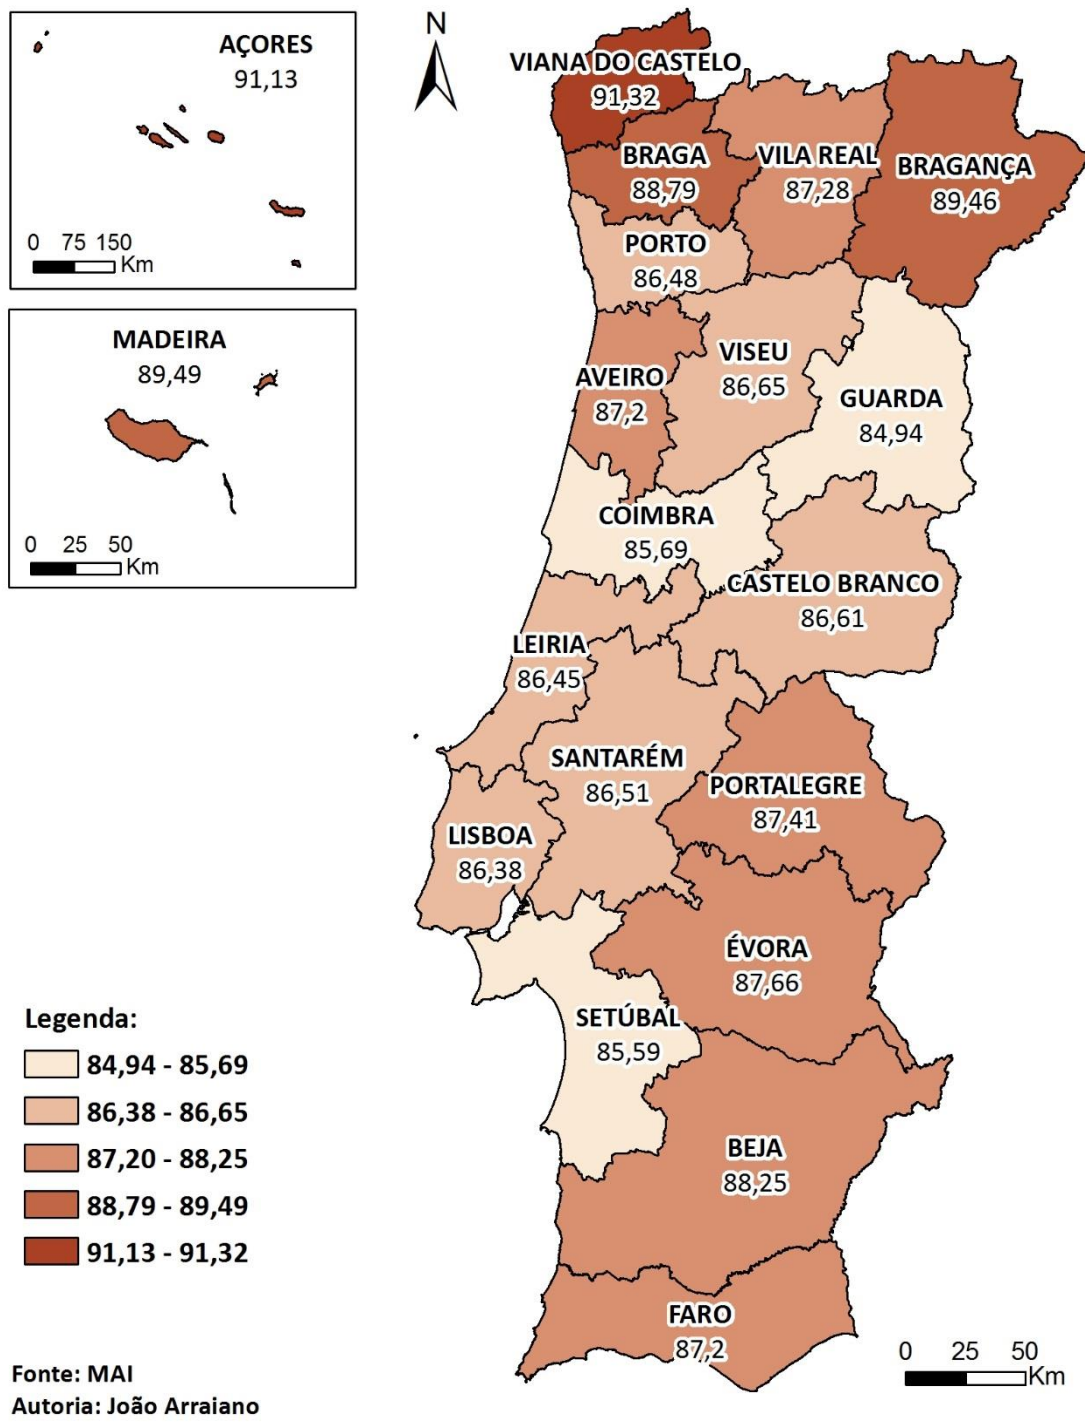 AÇORES
91,13
0 75 150
Km
MADEIRA
89,49
0 25 50
Km
N
VIANA DO CASTELO
91,32
BRAGA
88,79
VILA REAL
87,28
BRAGANÇA
89,46
PORTO
86,48
VISEU
86,65
AVEIRO
87,2
GUARDA
84,94
COIMBRA
85,69
CASTELO BRANCO
86,61
LEIRIA
86,45
SANTARÉM
86,51
PORTALEGRE
87,41
LISBOA
86,38
ÉVORA
87,66
SETÚBAL
85,59
BEJA
88,25
FARO
87,2
Legenda:
84,94 - 85,69
86,38 - 86,65
87,20 - 88,25
88,79 - 89,49
91,13 - 91,32
0 25 50
Km
Fonte: MAI
Autoria: João Arraiano